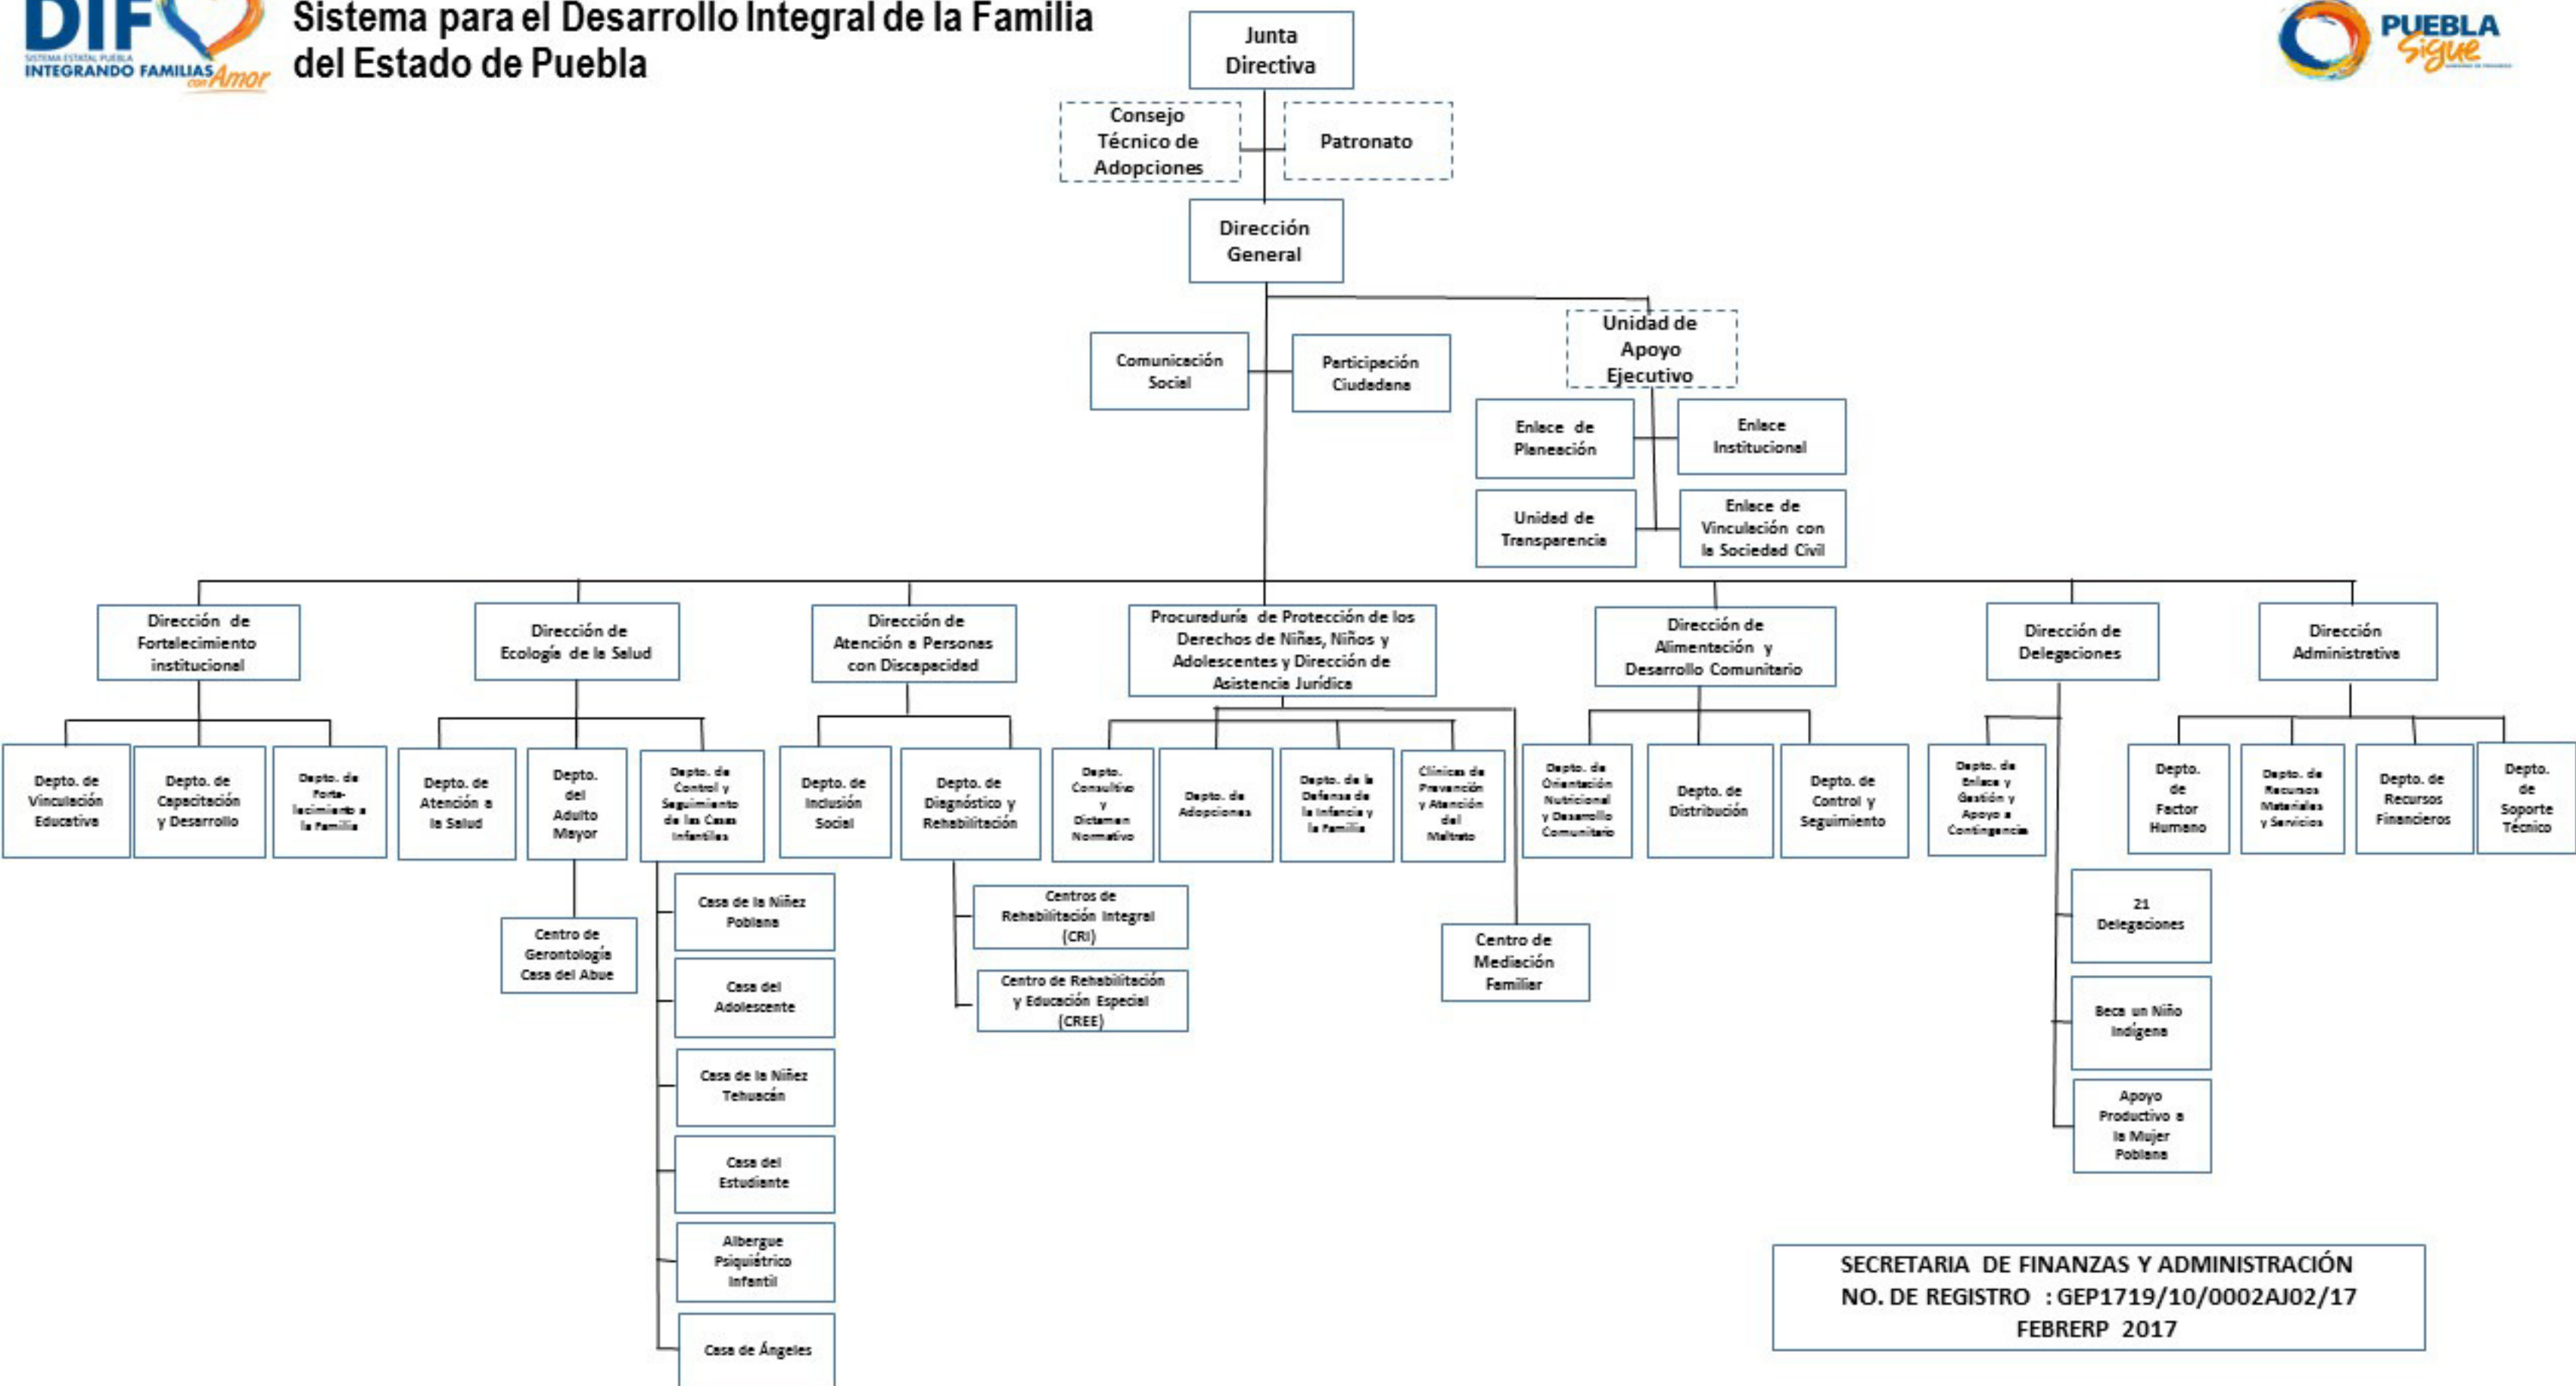 DIF
SISTEMA ESTATAL PUEBLA
INTEGRANDO FAMILIAS
con Amor
Sistema para el Desarrollo Integral de la Familia
del Estado de Puebla
PUEBLA
Sigue
Junta
Directiva
Consejo
Técnico de
Adopciones
Patronato
Dirección
General
Comunicación
Social
Participación
Ciudadana
Unidad de
Apoyo
Ejecutivo
Enlace de
Planeación
Enlace
Institucional
Unidad de
Transparencia
Enlace de
Vinculación con
la Sociedad Civil
Dirección de
Fortalecimiento
institucional
Dirección de
Ecología de la Salud
Dirección de
Atención a Personas
con Discapacidad
Procuraduría de Protección de los
Derechos de Niñas, Niños y
Adolescentes y Dirección de
Asistencia Jurídica
Dirección de
Alimentación y
Desarrollo Comunitario
Dirección de
Delegaciones
Dirección
Administrativa
Depto. de
Vinculación
Educativa
Depto. de
Capacitación
y Desarrollo
Depto. de
Forta-
lecimiento a
la Familia
Depto. de
Atención a
la Salud
Depto.
del
Adulto
Mayor
Depto. de
Control y
Seguimiento
de las Casas
Infantiles
Depto. de
Inclusión
Social
Depto. de
Diagnóstico y
Rehabilitación
Depto.
Consultivo
y
Dictamen
Normativo
Depto. de
Adopciones
Depto. de la
Defensa de
la Infancia y
la Familia
Clínicas de
Prevención
y Atención
del
Maltrato
Depto. de
Orientación
Nutricional
y Desarrollo
Comunitario
Depto. de
Distribución
Depto. de
Control y
Seguimiento
Depto. de
Enlace y
Gestión y
Apoyo a
Contingencia
Depto.
de
Factor
Humano
Depto. de
Recursos
Materiales
y Servicios
Depto. de
Recursos
Financieros
Depto.
de
Soporte
Técnico
Centro de
Gerontología
Casa del Abue
Casa de la Niñez
Poblana
Casa del
Adolescente
Casa de la Niñez
Tehuacán
Casa del
Estudiante
Albergue
Psiquiátrico
Infantil
Casa de Ángeles
Centros de
Rehabilitación Integral
(CRI)
Centro de Rehabilitación
y Educación Especial
(CREE)
Centro de
Mediación
Familiar
21
Delegaciones
Beca un Niño
Indígena
Apoyo
Productivo a
la Mujer
Poblana
SECRETARIA DE FINANZAS Y ADMINISTRACIÓN
NO. DE REGISTRO : GEP1719/10/0002AJ02/17
FEBRERP 2017